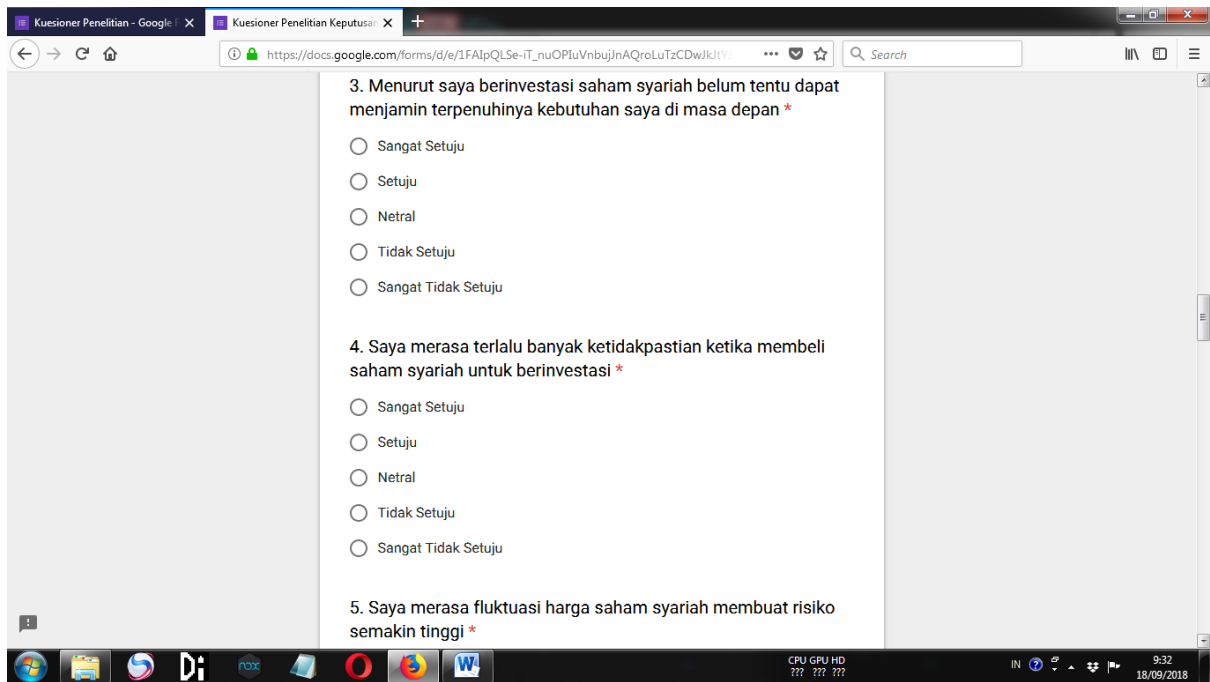 Kuesioner Penelitian - Google F
Kuesioner Penelitian Keputusan
https://docs.google.com/forms/d/e/1FAIpQLSe-iT_nuOPIuVnbujJnAQroLuTzCDwJkJtY
Search
3. Menurut saya berinvestasi saham syariah belum tentu dapat
menjamin terpenuhinya kebutuhan saya di masa depan *
Sangat Setuju
Setuju
Netral
Tidak Setuju
Sangat Tidak Setuju
4. Saya merasa terlalu banyak ketidakpastian ketika membeli
saham syariah untuk berinvestasi *
Sangat Setuju
Setuju
Netral
Tidak Setuju
Sangat Tidak Setuju
5. Saya merasa fluktuasi harga saham syariah membuat risiko
semakin tinggi *
Di
nox
W
CPU GPU HD
??? ??? ???
IN
9:32
18/09/2018